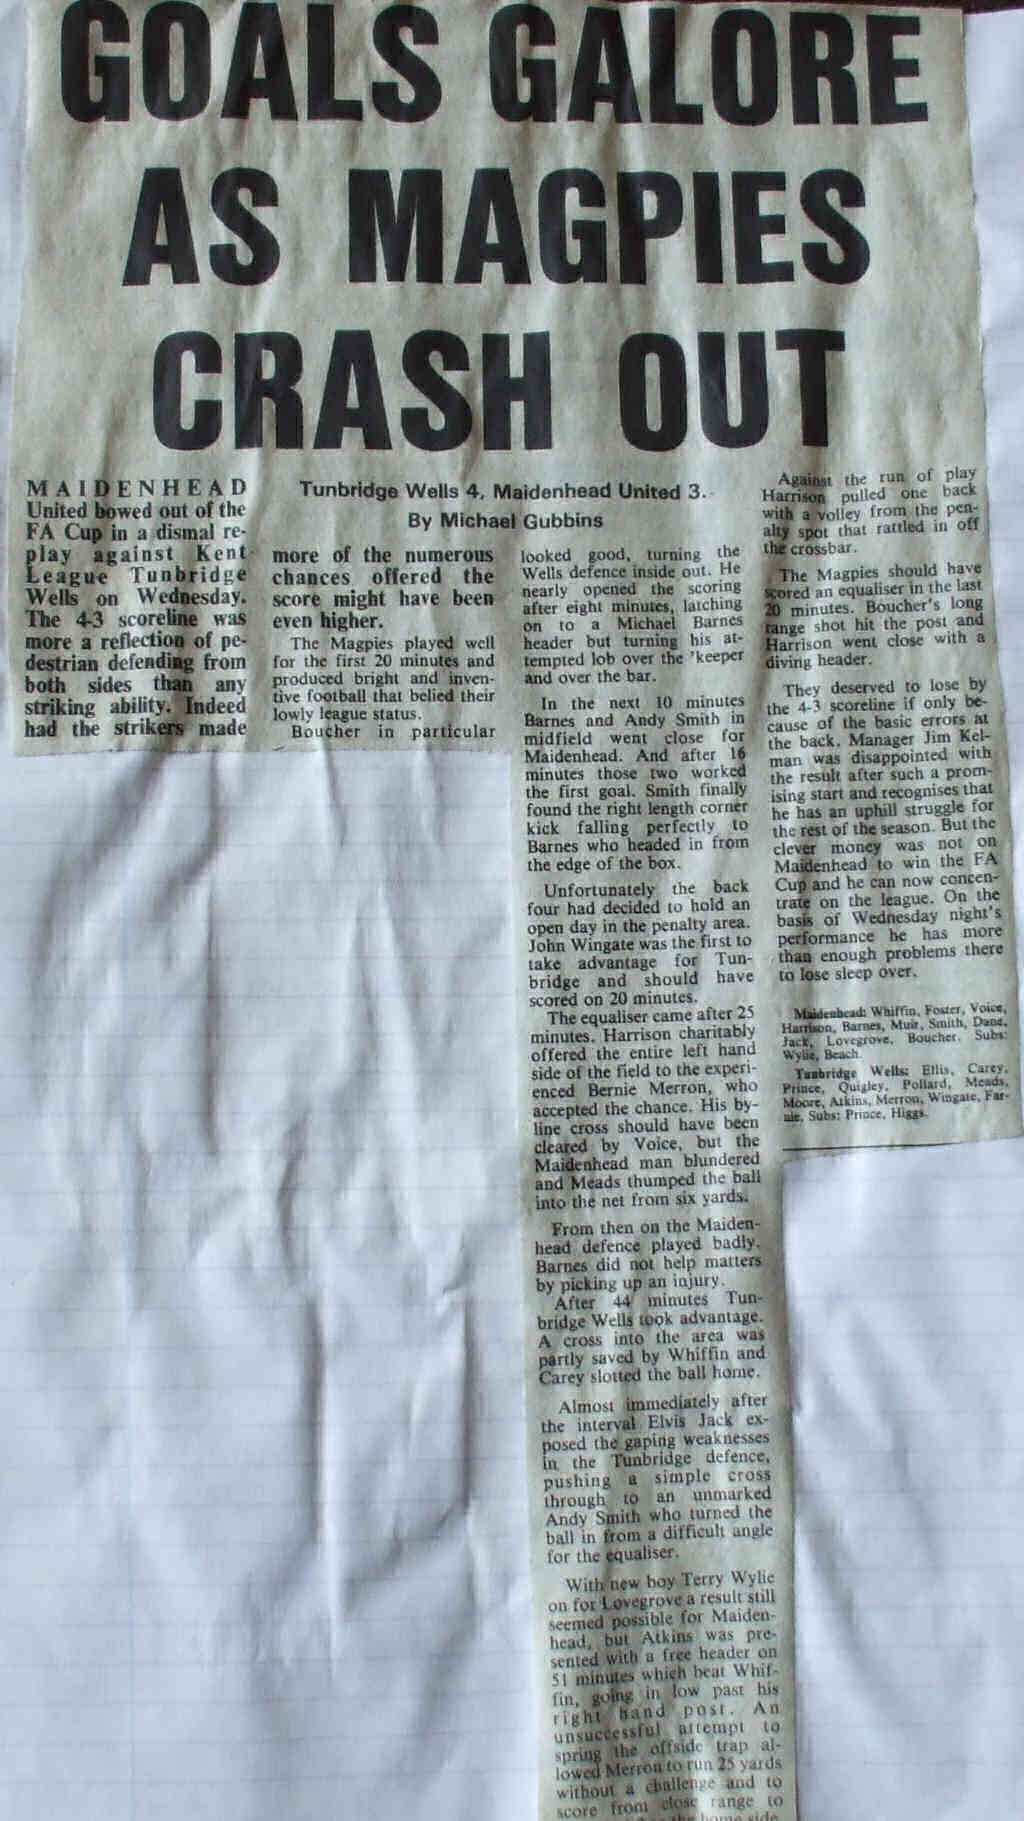 GOALS GALORE
AS MAGPIES
CRASH OUT
MAIDENHEAD
United bowed out of the
FA Cup in a dismal re-
play against Kent
League Tunbridge
Wells on Wednesday.
The 4-3 scoreline was
more a reflection of pe-
destrian defending from
both sides than any
striking ability. Indeed
had the strikers made
Tunbridge Wells 4, Maidenhead United 3.
By Michael Gubbins
more of the numerous
chances offered the
score might have been
even higher.
The Magpies played well
for the first 20 minutes and
produced bright and inven-
tive football that belied their
lowly league status.
Boucher in particular
looked good, turning the
Wells defence inside out. He
nearly opened the scoring
after eight minutes, latching
on to a Michael Barnes
header but turning his at-
tempted lob over the 'keeper
and over the bar.
In the next 10 minutes
Barnes and Andy Smith in
midfield went close for
Maidenhead. And after 16
minutes those two worked
the first goal. Smith finally
found the right length corner
kick falling perfectly to
Barnes who headed in from
the edge of the box.
Unfortunately the back
four had decided to hold an
open day in the penalty area.
John Wingate was the first to
take advantage for Tun-
bridge and should have
scored on 20 minutes.
The equaliser came after 25
minutes. Harrison charitably
offered the entire left hand
side of the field to the experi-
enced Bernie Merron, who
accepted the chance. His by-
line cross should have been
cleared by Voice, but the
Maidenhead man blundered
and Meads thumped the ball
into the net from six yards.
From then on the Maiden-
head defence played badly.
Barnes did not help matters
by picking up an injury.
After 44 minutes Tun-
bridge Wells took advantage.
A cross into the area was
partly saved by Whiffin and
Carey slotted the ball home.
Almost immediately after
the interval Elvis Jack ex-
posed the gaping weaknesses
in the Tunbridge defence,
pushing a simple cross
through to an unmarked
Andy Smith who turned the
ball in from a difficult angle
for the equaliser.
With new boy Terry Wylie
on for Lovegrove a result still
seemed possible for Maiden-
head, but Atkins was pre-
sented with a free header on
51 minutes which beat Whif-
fin, going in low past his
right hand post. An
unsuccessful attempt to
spring the offside trap al-
lowed Merron to run 25 yards
without a challenge and to
score from close range to
the home side
Against the run of play
Harrison pulled one back
with a volley from the pen-
alty spot that rattled in off
the crossbar.
The Magpies should have
scored an equaliser in the last
20 minutes. Boucher's long
range shot hit the post and
Harrison went close with a
diving header.
They deserved to lose by
the 4-3 scoreline if only be-
cause of the basic errors at
the back. Manager Jim Kel-
man was disappointed with
the result after such a prom-
ising start and recognises that
he has an uphill struggle for
the rest of the season. But the
clever money was not on
Maidenhead to win the FA
Cup and he can now concen-
trate on the league. On the
basis of Wednesday night's
performance he has more
than enough problems there
to lose sleep over.
Maidenhead: Whiffin, Foster, Voice,
Harrison, Barnes, Muir, Smith, Dane,
Jack, Lovegrove, Boucher. Subs:
Wylie, Beach.
Tunbridge Wells: Ellis, Carey,
Prince, Quigley, Pollard, Meads,
Moore, Atkins, Merron, Wingate, Far-
nie, Subs: Prince, Higgs.